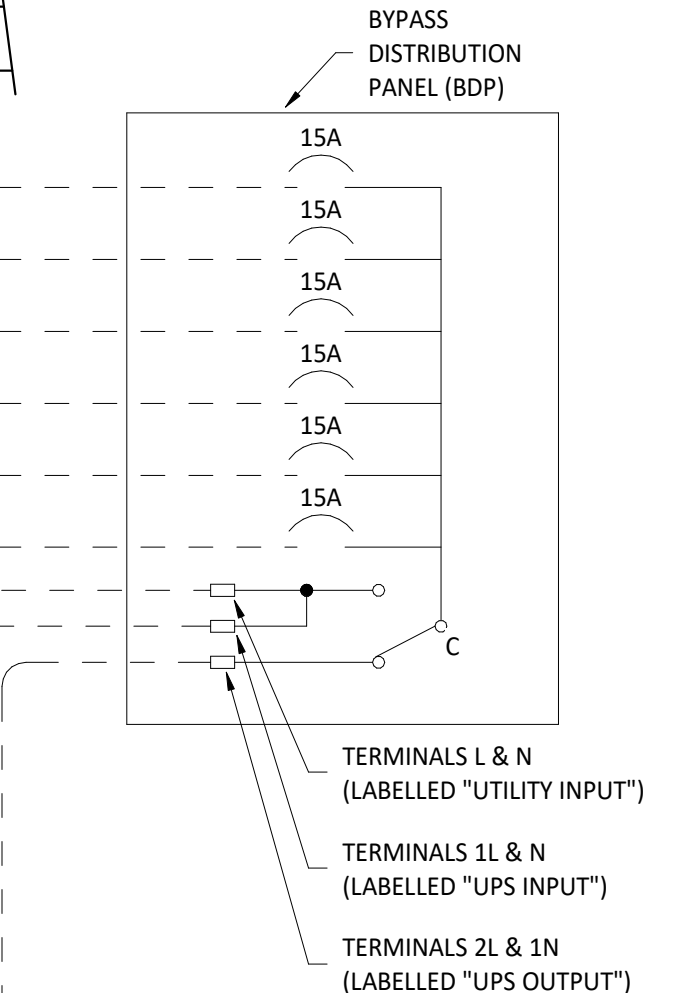 BYPASS
DISTRIBUTION
PANEL (BDP)
15A
15A
15A
15A
15A
15A
C
TERMINALS L & N
(LABELLED "UTILITY INPUT")
TERMINALS 1L & N
(LABELLED "UPS INPUT")
TERMINALS 2L & 1N
(LABELLED "UPS OUTPUT")